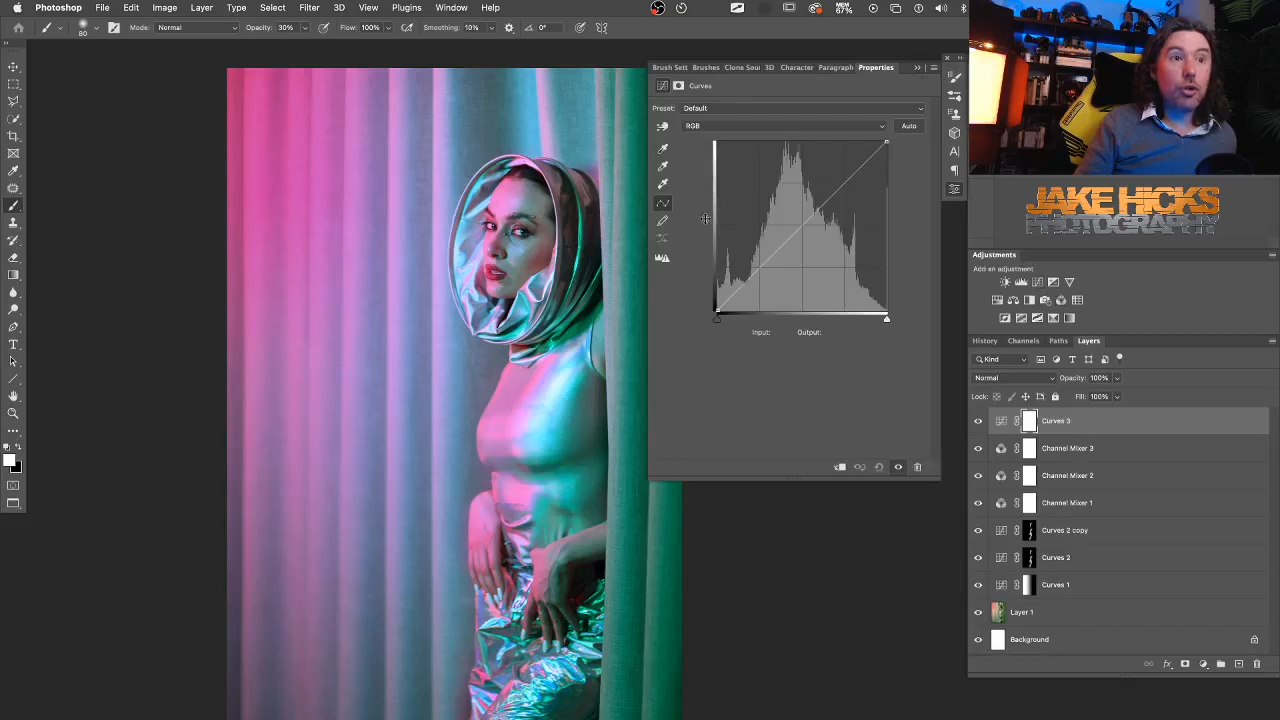 Photoshop File Edit Image Layer Type Select Filter 3D View Plugins Window Help
MEM 67%
80 Mode: Normal Opacity: 30% Flow: 100% Smoothing: 10% 0°
Brush Sett Brushes Clone Sour 3D Character Paragraph Properties
Curves
Preset: Default
RGB Auto
Input: Output:
JAKE HICKS
PHOTOGRAPHY
Adjustments
Add an adjustment
History Channels Paths Layers
Kind
Normal Opacity: 100%
Lock: Fill: 100%
Curves 3
Channel Mixer 3
Channel Mixer 2
Channel Mixer 1
Curves 2 copy
Curves 2
Curves 1
Layer 1
Background